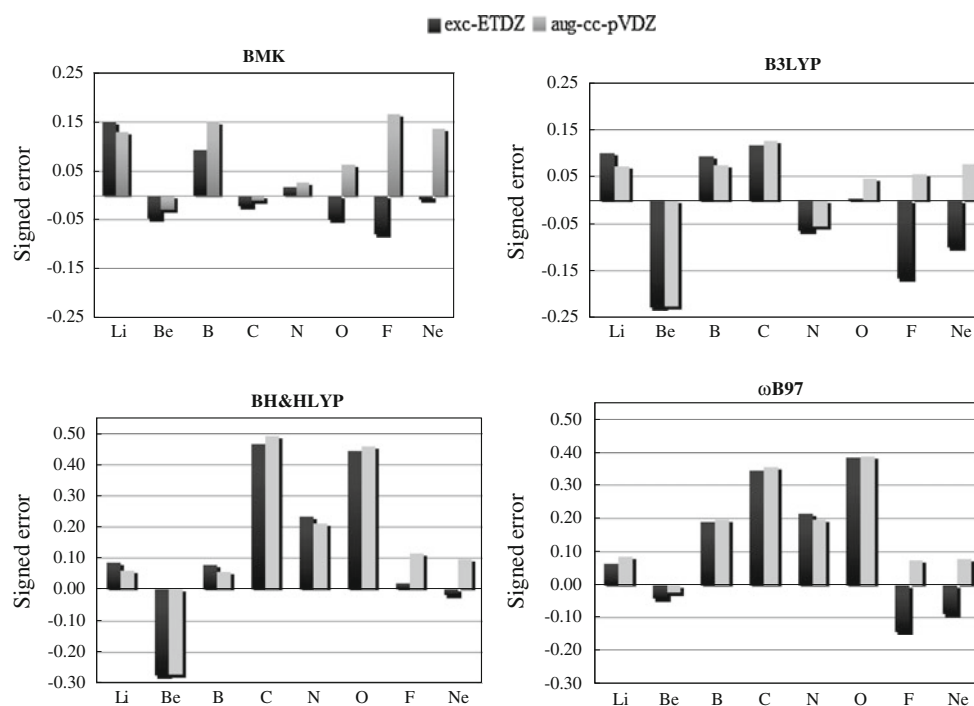 exc-ETDZ aug-cc-pVDZ
BMK
Signed error
0.25
0.15
0.05
-0.05
-0.15
-0.25
Li Be B C N O F Ne
B3LYP
Signed error
0.25
0.15
0.05
-0.05
-0.15
-0.25
Li Be B C N O F Ne
BH&HLYP
Signed error
0.50
0.40
0.30
0.20
0.10
0.00
-0.10
-0.20
-0.30
Li Be B C N O F Ne
ωB97
Signed error
0.50
0.40
0.30
0.20
0.10
0.00
-0.10
-0.20
-0.30
Li Be B C N O F Ne